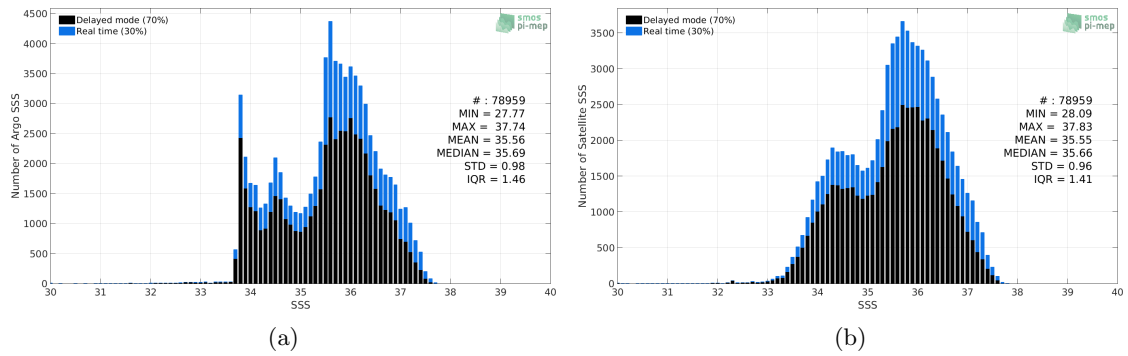 Delayed mode (70%)
Real time (30%)
smos
pi-mep
# : 78959
MIN = 27.77
MAX = 37.74
MEAN = 35.56
MEDIAN = 35.69
STD = 0.98
IQR = 1.46
Number of Argo SSS
4500
4000
3500
3000
2500
2000
1500
1000
500
0
30 31 32 33 34 35 36 37 38 39 40
SSS
(a)
Delayed mode (70%)
Real time (30%)
smos
pi-mep
# : 78959
MIN = 28.09
MAX = 37.83
MEAN = 35.55
MEDIAN = 35.66
STD = 0.96
IQR = 1.41
Number of Satellite SSS
3500
3000
2500
2000
1500
1000
500
0
30 31 32 33 34 35 36 37 38 39 40
SSS
(b)